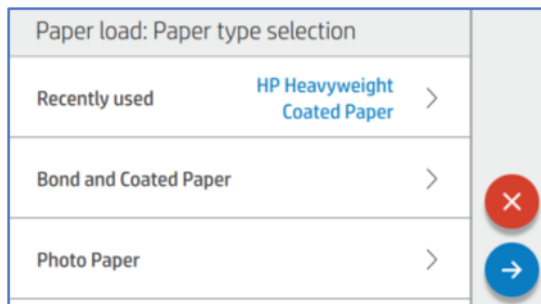 Paper load: Paper type selection
Recently used
HP Heavyweight
Coated Paper
Bond and Coated Paper
Photo Paper